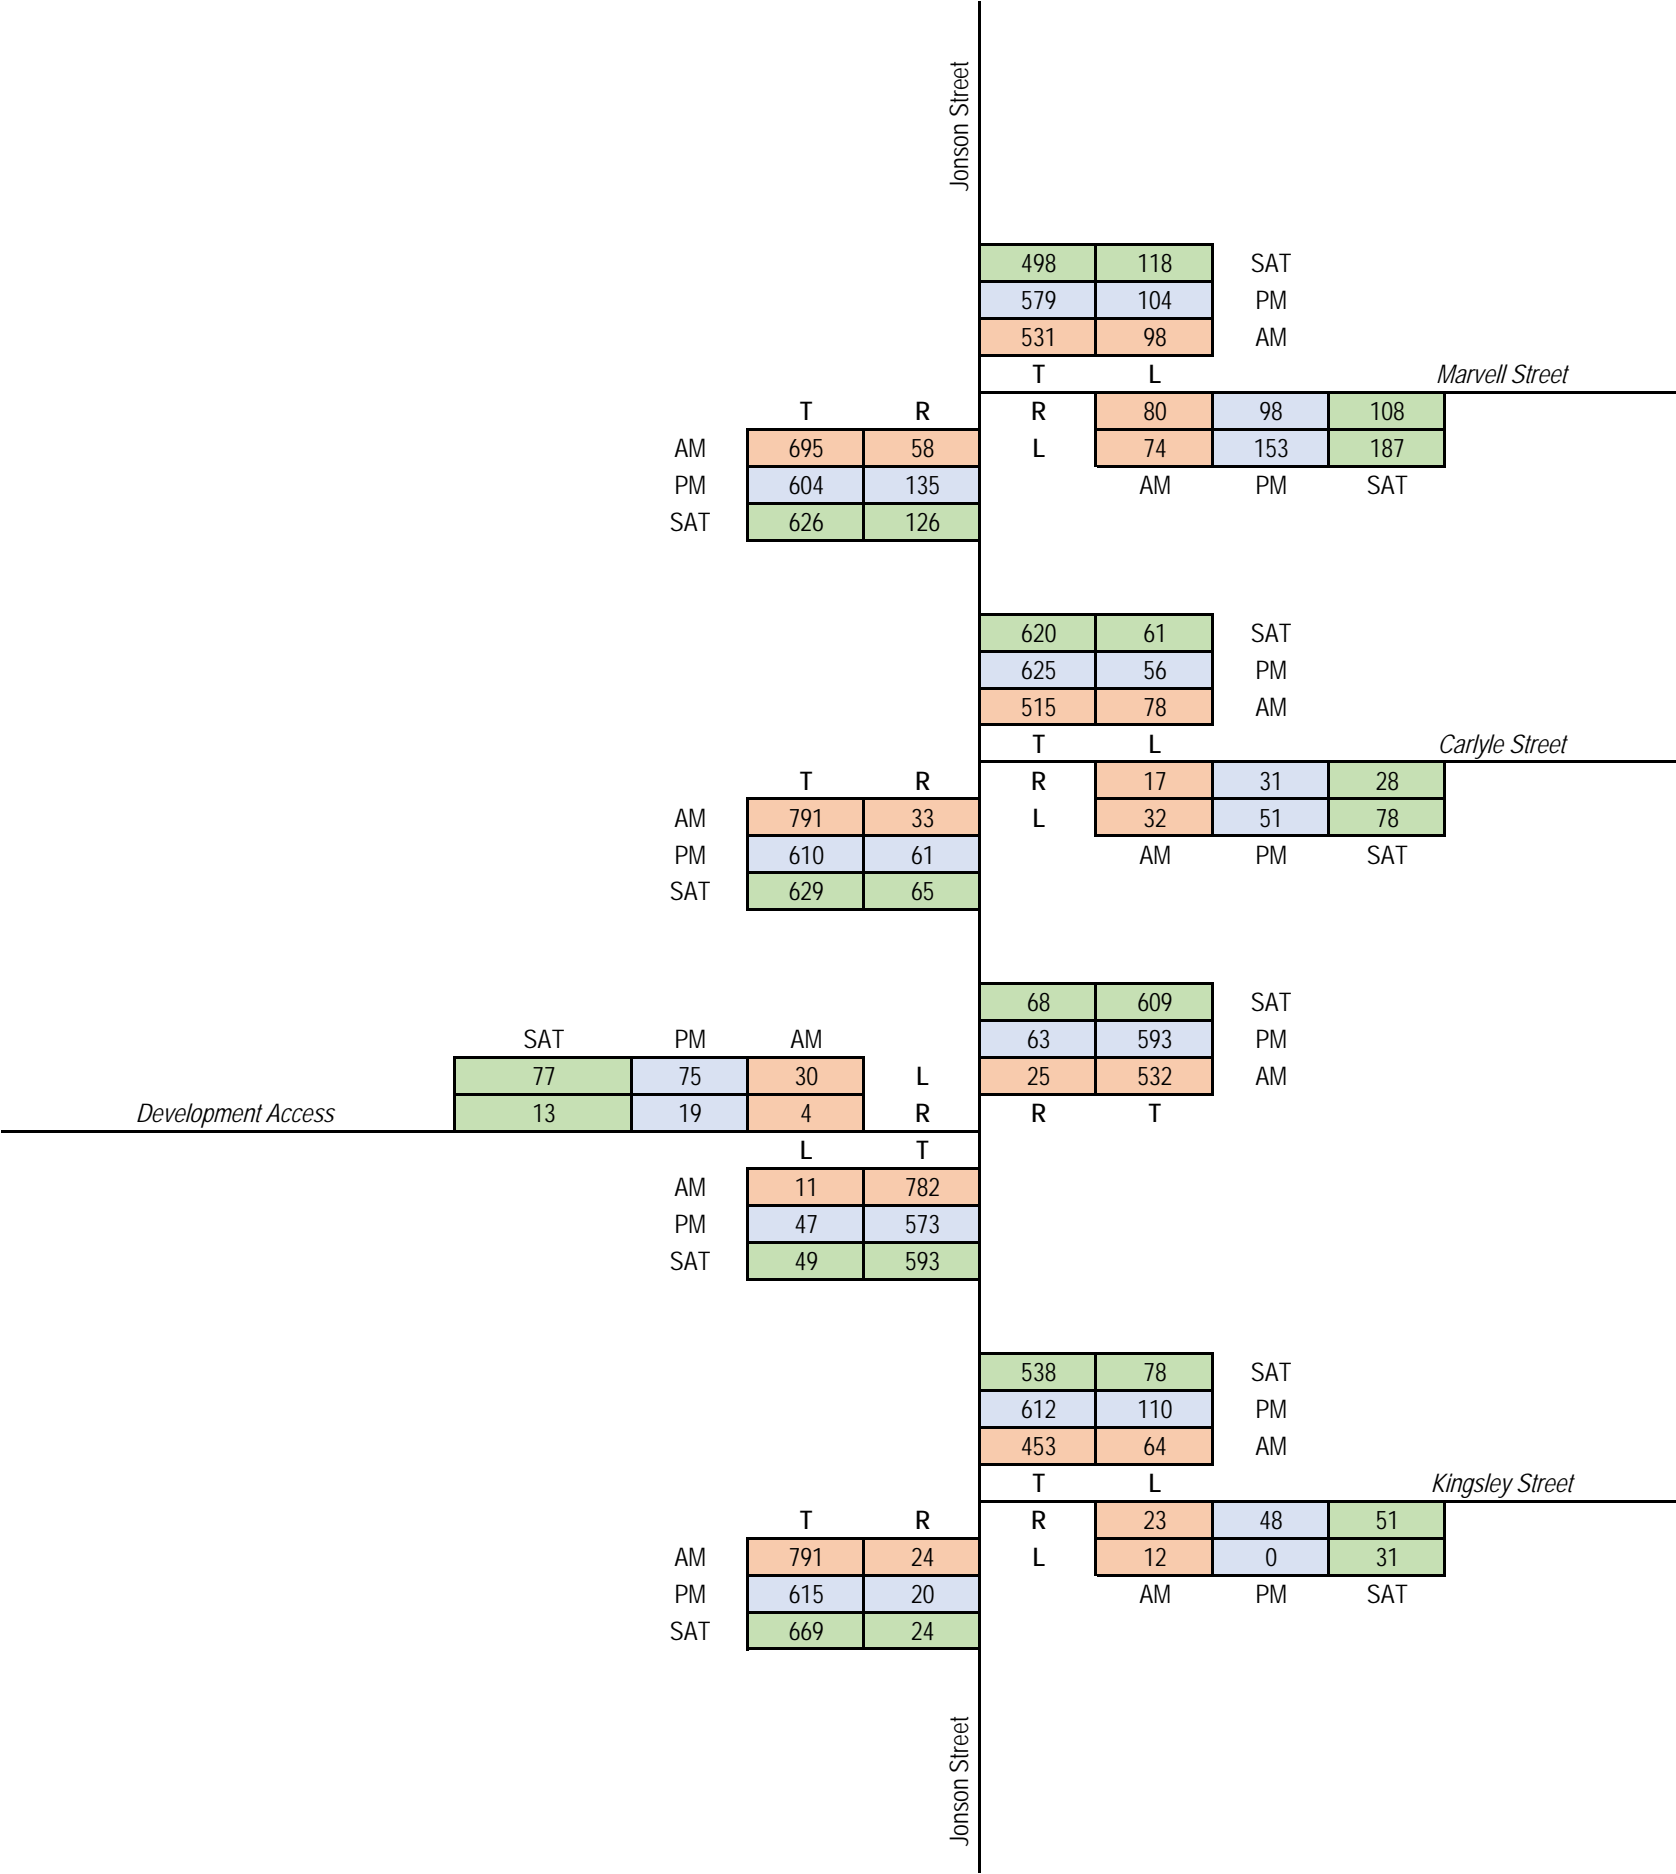 Jonson Street
498 118 SAT
579 104 PM
531 98 AM
T L Marvell Street
T R R 80 98 108
AM 695 58 L 74 153 187
PM 604 135 AM PM SAT
SAT 626 126
620 61 SAT
625 56 PM
515 78 AM
T L Carlyle Street
T R R 17 31 28
AM 791 33 L 32 51 78
PM 610 61 AM PM SAT
SAT 629 65
68 609 SAT
SAT PM AM 63 593 PM
77 75 30 L 25 532 AM
Development Access 13 19 4 R R T
L T
AM 11 782
PM 47 573
SAT 49 593
538 78 SAT
612 110 PM
453 64 AM
T L Kingsley Street
T R R 23 48 51
AM 791 24 L 12 0 31
PM 615 20 AM PM SAT
SAT 669 24
Jonson Street